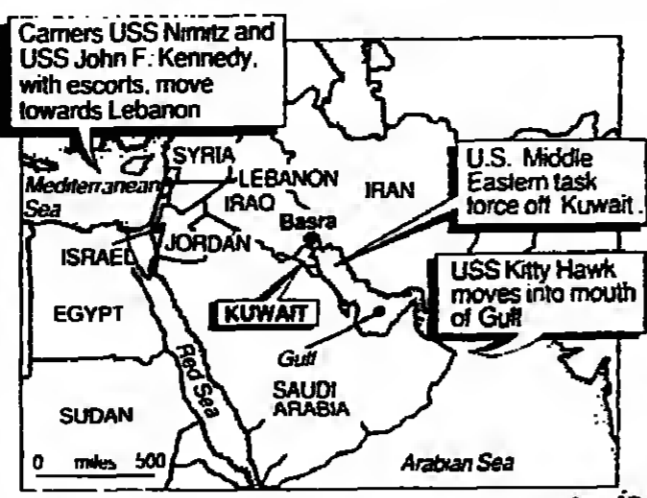 Carriers USS Nimitz and
USS John F. Kennedy,
with escorts, move
towards Lebanon
SYRIA
Mediterranean
Sea
LEBANON
IRAQ
IRAN
U.S. Middle
Eastern task
force off Kuwait.
Basra
ISRAEL
JORDAN
USS Kitty Hawk
moves into mouth
of Gulf
EGYPT
KUWAIT
Gulf
Red Sea
SAUDI
ARABIA
SUDAN
0 miles 500
Arabian Sea